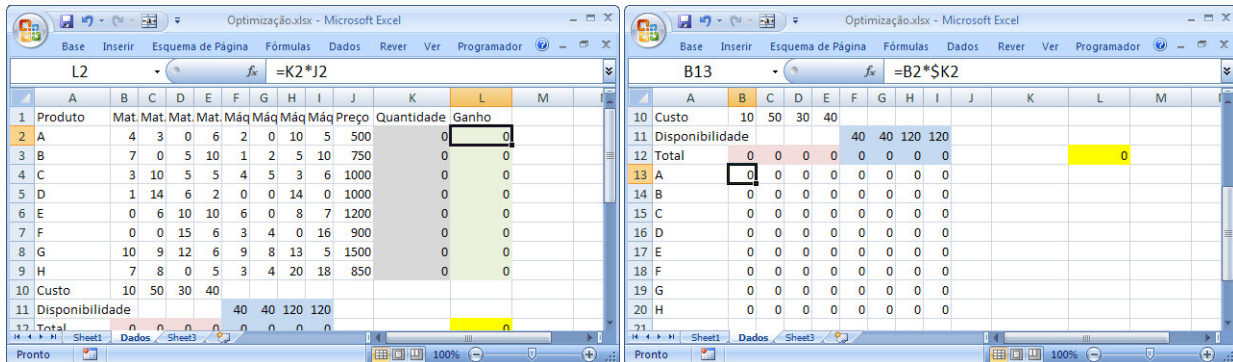 Optimização.xlsx - Microsoft Excel
Base Inserir Esquema de Página Fórmulas Dados Rever Ver Programador
L2 fx =K2*J2
A B C D E F G H I J K L M
1 Produto Mat. Mat. Mat. Mat. Máq Máq Máq Máq Preço Quantidade Ganho
2 A 4 3 0 6 2 0 10 5 500 0 0
3 B 7 0 5 10 1 2 5 10 750 0 0
4 C 3 10 5 5 4 5 3 6 1000 0 0
5 D 1 14 6 2 0 0 14 0 1000 0 0
6 E 0 6 10 10 6 0 8 7 1200 0 0
7 F 0 0 15 6 3 4 0 16 900 0 0
8 G 10 9 12 6 9 8 13 5 1500 0 0
9 H 7 8 0 5 3 4 20 18 850 0 0
10 Custo 10 50 30 40
11 Disponibilidade 40 40 120 120
12 Total 0 0 0 0 0 0 0 0 0
Sheet1 Dados Sheet3
Pronto 100%
Optimização.xlsx - Microsoft Excel
Base Inserir Esquema de Página Fórmulas Dados Rever Ver Programador
B13 fx =B2*$K2
A B C D E F G H I J K L M
10 Custo 10 50 30 40
11 Disponibilidade 40 40 120 120
12 Total 0 0 0 0 0 0 0 0 0
13 A 0 0 0 0 0 0 0 0
14 B 0 0 0 0 0 0 0 0
15 C 0 0 0 0 0 0 0 0
16 D 0 0 0 0 0 0 0 0
17 E 0 0 0 0 0 0 0 0
18 F 0 0 0 0 0 0 0 0
19 G 0 0 0 0 0 0 0 0
20 H 0 0 0 0 0 0 0 0
21
Sheet1 Dados Sheet3
Pronto 100%